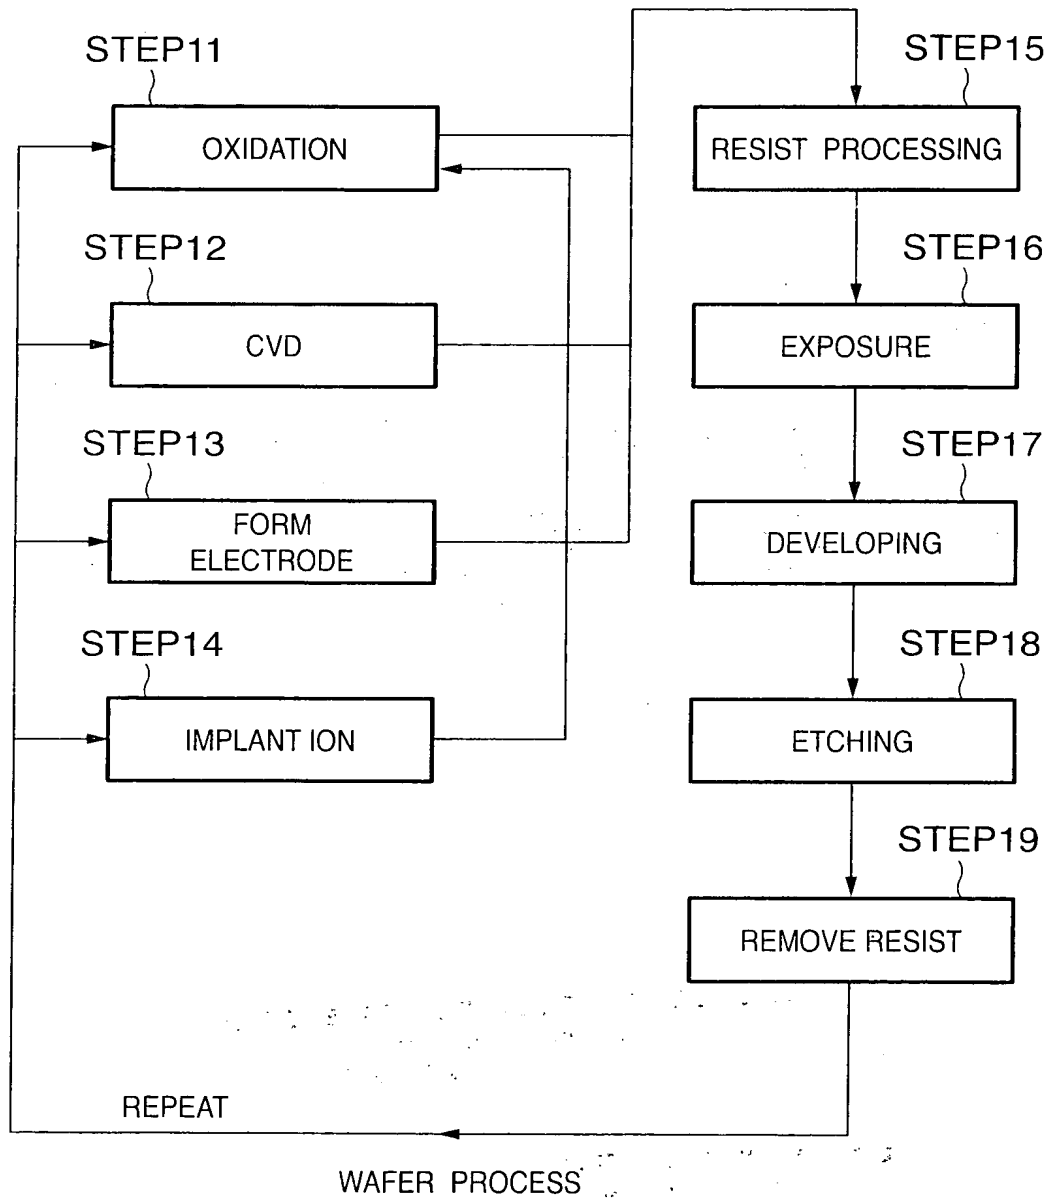 STEP11
OXIDATION
STEP12
CVD
STEP13
FORM
ELECTRODE
STEP14
IMPLANT ION
STEP15
RESIST PROCESSING
STEP16
EXPOSURE
STEP17
DEVELOPING
STEP18
ETCHING
STEP19
REMOVE RESIST
REPEAT
WAFER PROCESS